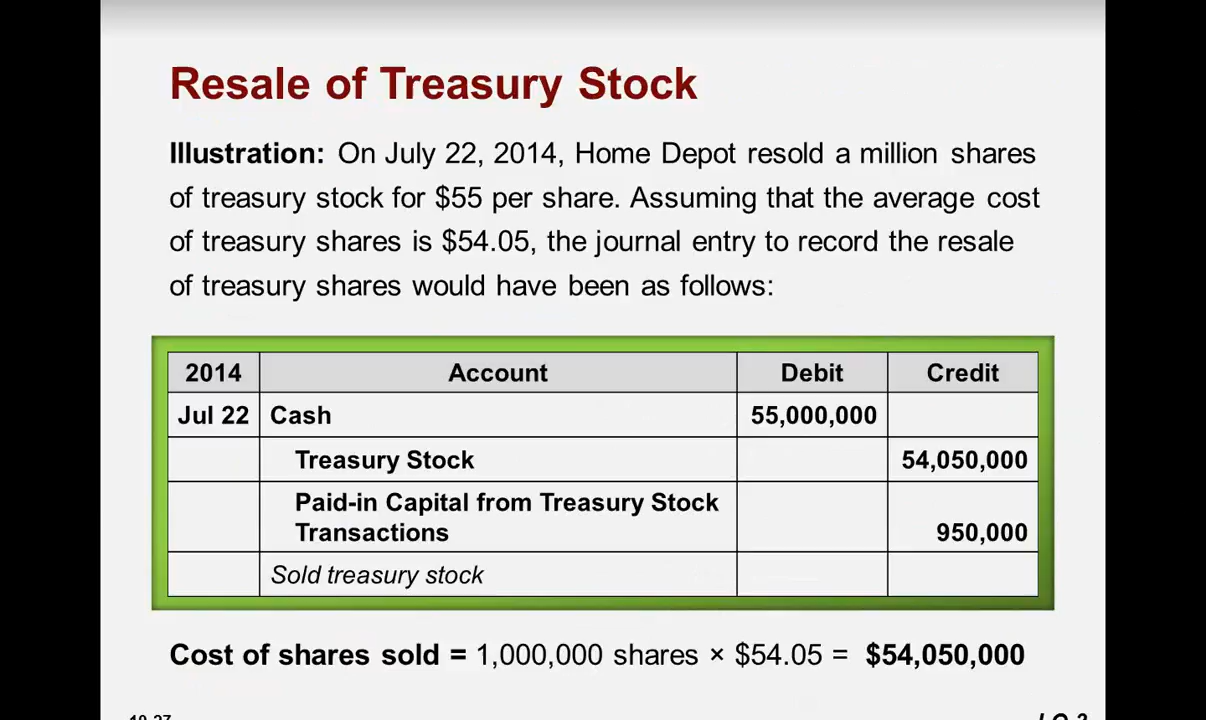 Resale of Treasury Stock
Illustration: On July 22, 2014, Home Depot resold a million shares
of treasury stock for $55 per share. Assuming that the average cost
of treasury shares is $54.05, the journal entry to record the resale
of treasury shares would have been as follows:
2014 Account Debit Credit
Jul 22 Cash 55,000,000
Treasury Stock 54,050,000
Paid-in Capital from Treasury Stock
Transactions 950,000
Sold treasury stock
Cost of shares sold = 1,000,000 shares × $54.05 = $54,050,000